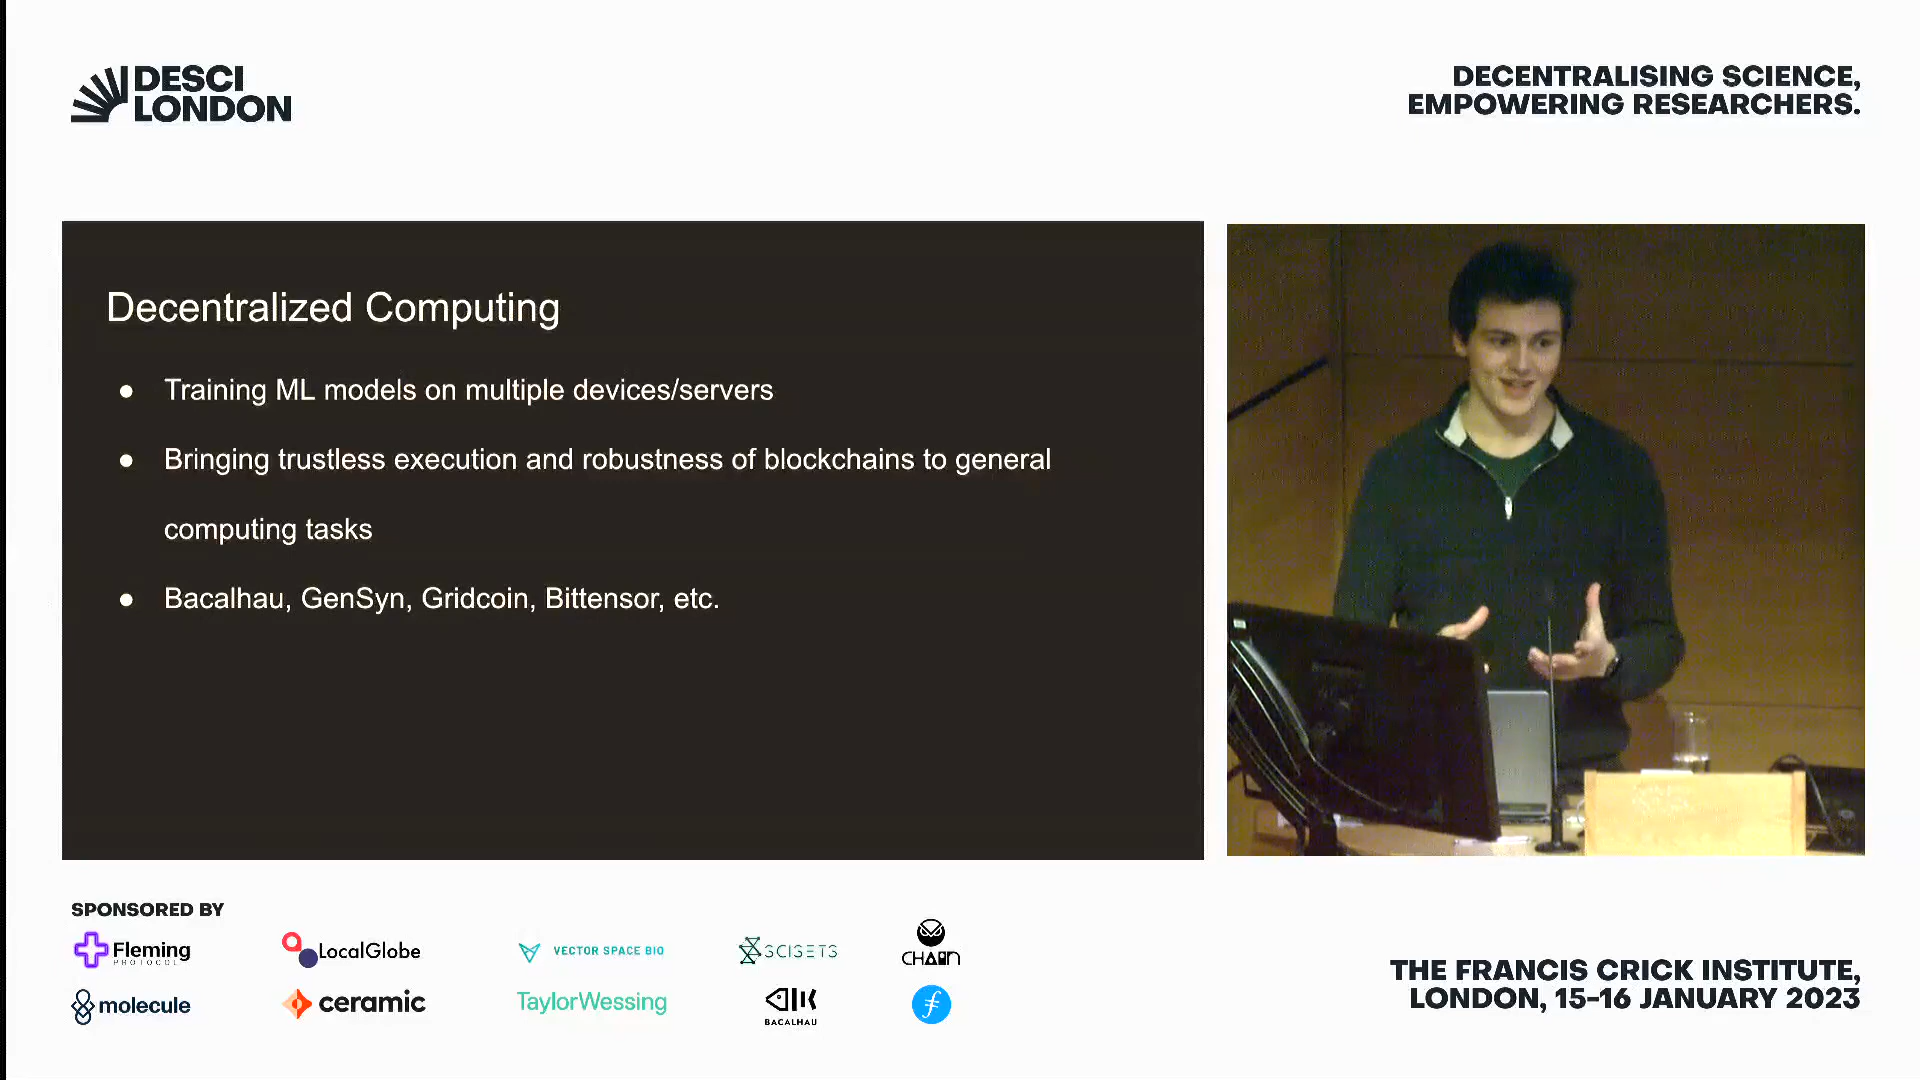 DESCI
LONDON
DECENTRALISING SCIENCE,
EMPOWERING RESEARCHERS.
Decentralized Computing
● Training ML models on multiple devices/servers
● Bringing trustless execution and robustness of blockchains to general
computing tasks
● Bacalhau, GenSyn, Gridcoin, Bittensor, etc.
SPONSORED BY
Fleming
PROTOCOL
LocalGlobe
VECTOR SPACE BIO
SCISETS
CHAIN
molecule
ceramic
TaylorWessing
BACALHAU
THE FRANCIS CRICK INSTITUTE,
LONDON, 15-16 JANUARY 2023